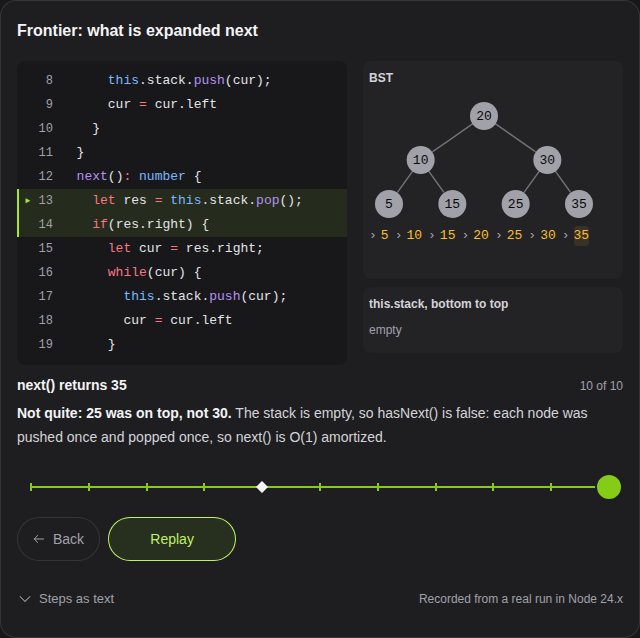 Frontier: what is expanded next
8 this.stack.push(cur);
9 cur = cur.left
10 }
11 }
12 next(): number {
13 let res = this.stack.pop();
14 if(res.right) {
15 let cur = res.right;
16 while(cur) {
17 this.stack.push(cur);
18 cur = cur.left
19 }
BST
20
10 30
5 15 25 35
› 5 › 10 › 15 › 20 › 25 › 30 › 35
this.stack, bottom to top
empty
next() returns 35
10 of 10
Not quite: 25 was on top, not 30. The stack is empty, so hasNext() is false: each node was
pushed once and popped once, so next() is O(1) amortized.
← Back
Replay
Steps as text
Recorded from a real run in Node 24.x